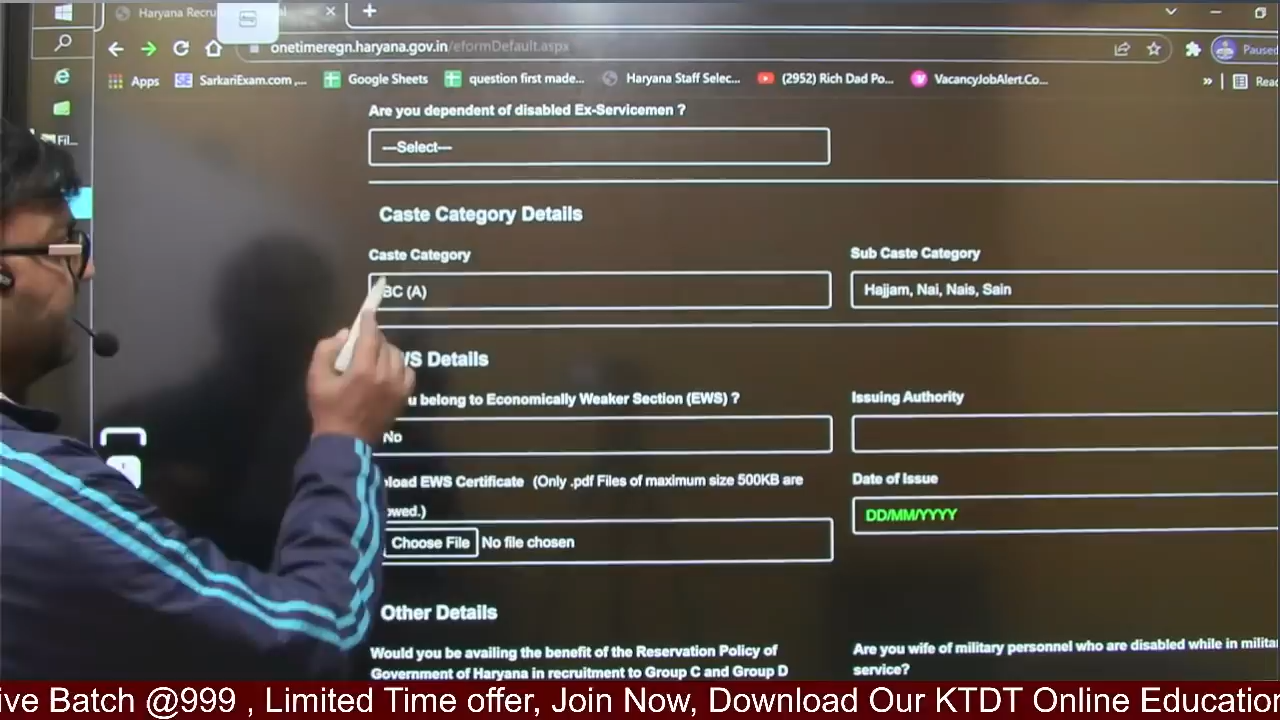 Haryana Recru
onetimeregn.haryana.gov.in/eformDefault.aspx
Paused
Apps
SarkariExam.com ,...
Google Sheets
question first made...
Haryana Staff Selec...
(2952) Rich Dad Po...
VacancyJobAlert.Co...
»
Rea
Fil...
Are you dependent of disabled Ex-Servicemen ?
---Select---
Caste Category Details
Caste Category
Sub Caste Category
BC (A)
Hajjam, Nai, Nais, Sain
WS Details
u belong to Economically Weaker Section (EWS) ?
Issuing Authority
No
load EWS Certificate (Only .pdf Files of maximum size 500KB are
owed.)
Date of Issue
DD/MM/YYYY
Choose File No file chosen
Other Details
Would you be availing the benefit of the Reservation Policy of
Government of Haryana in recruitment to Group C and Group D
Are you wife of military personnel who are disabled while in milita
service?
ive Batch @999 , Limited Time offer, Join Now, Download Our KTDT Online Education